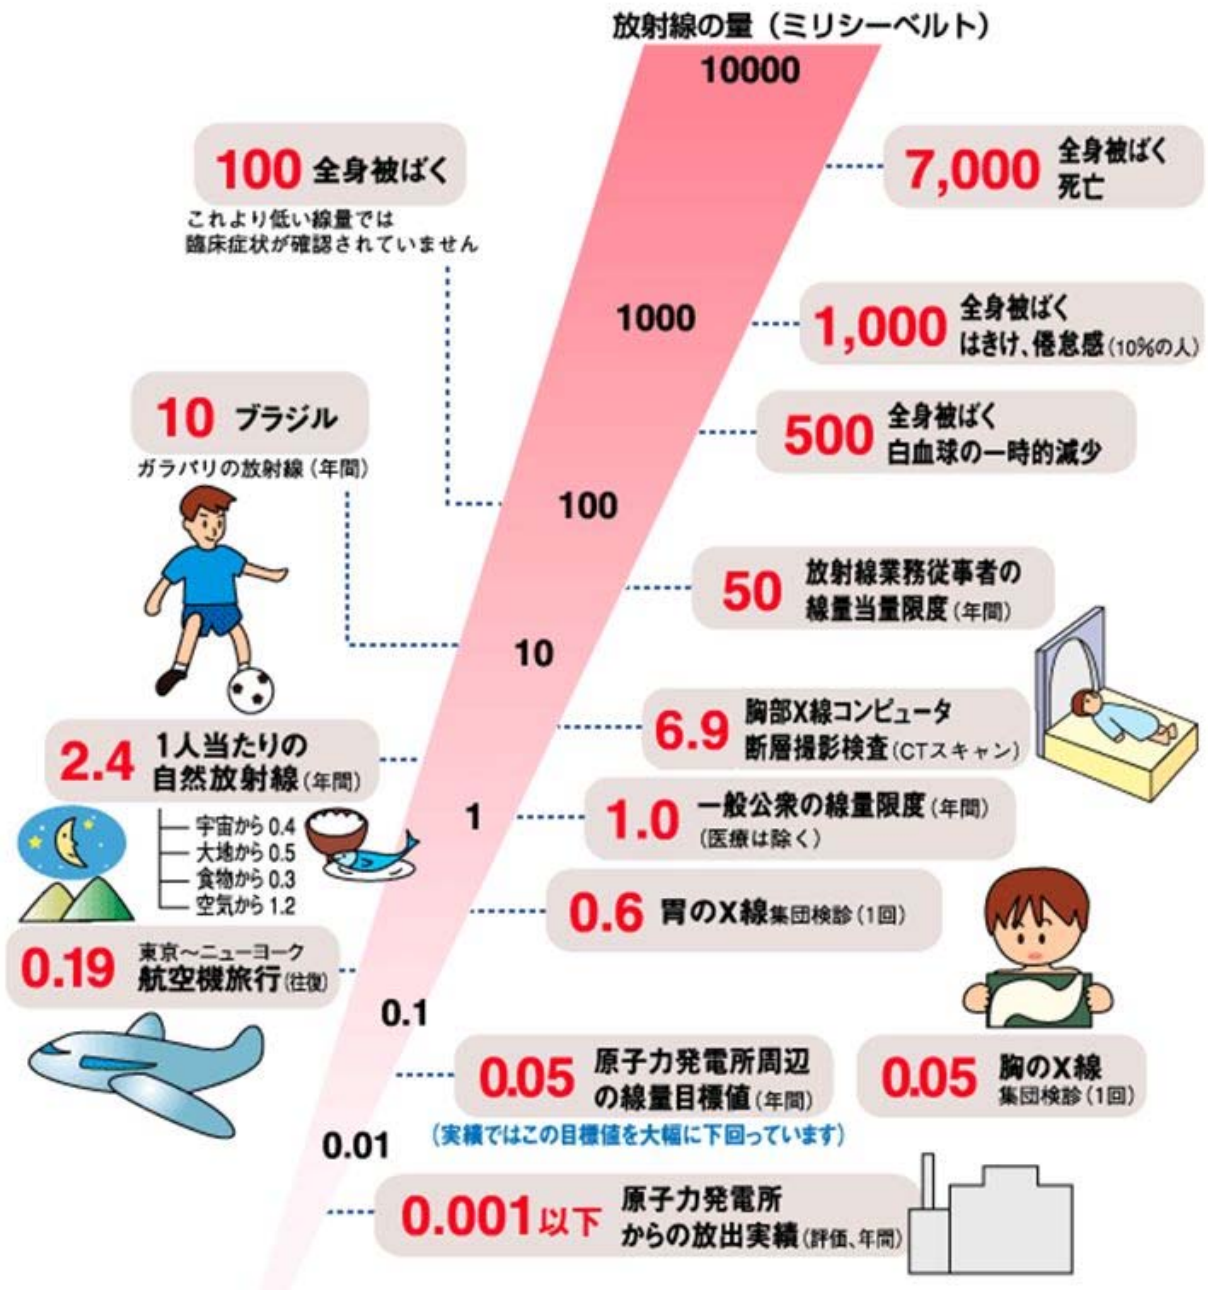 放射線の量（ミリシーベルト）
10000
100 全身被ばく
これより低い線量では
臨床症状が確認されていません
7,000 全身被ばく
死亡
1000
1,000 全身被ばく
はきけ、倦怠感（10%の人）
10 ブラジル
ガラパリの放射線（年間）
500 全身被ばく
白血球の一時的減少
100
50 放射線業務従事者の
線量当量限度（年間）
10
6.9 胸部X線コンピュータ
断層撮影検査（CTスキャン）
2.4 1人当たりの
自然放射線（年間）
宇宙から 0.4
大地から 0.5
食物から 0.3
空気から 1.2
1
1.0 一般公衆の線量限度（年間）
（医療は除く）
0.6 胃のX線集団検診（1回）
0.19 東京～ニューヨーク
航空機旅行（往復）
0.1
0.05 原子力発電所周辺
の線量目標値（年間）
（実績ではこの目標値を大幅に下回っています）
0.05 胸のX線
集団検診（1回）
0.01
0.001以下 原子力発電所
からの放出実績（評価、年間）